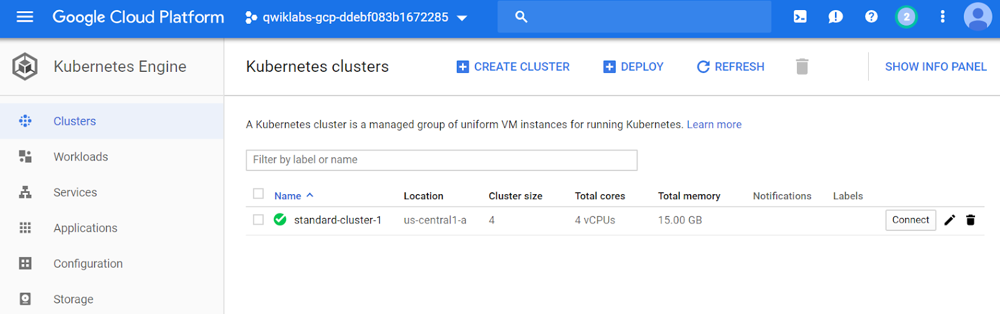 Google Cloud Platform
qwiklabs-gcp-ddebf083b1672285
2
Kubernetes Engine
Kubernetes clusters
CREATE CLUSTER
DEPLOY
REFRESH
SHOW INFO PANEL
Clusters
Workloads
Services
Applications
Configuration
Storage
A Kubernetes cluster is a managed group of uniform VM instances for running Kubernetes. Learn more
Filter by label or name
Name Location Cluster size Total cores Total memory Notifications Labels
standard-cluster-1 us-central1-a 4 4 vCPUs 15.00 GB Connect